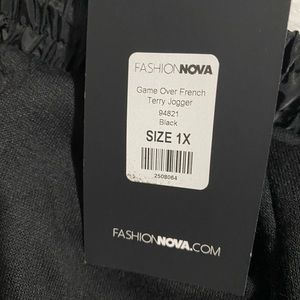 FASHIONNOVA
Game Over French
Terry Jogger
94821
Black
SIZE 1X
2508064
FASHIONNOVA.COM